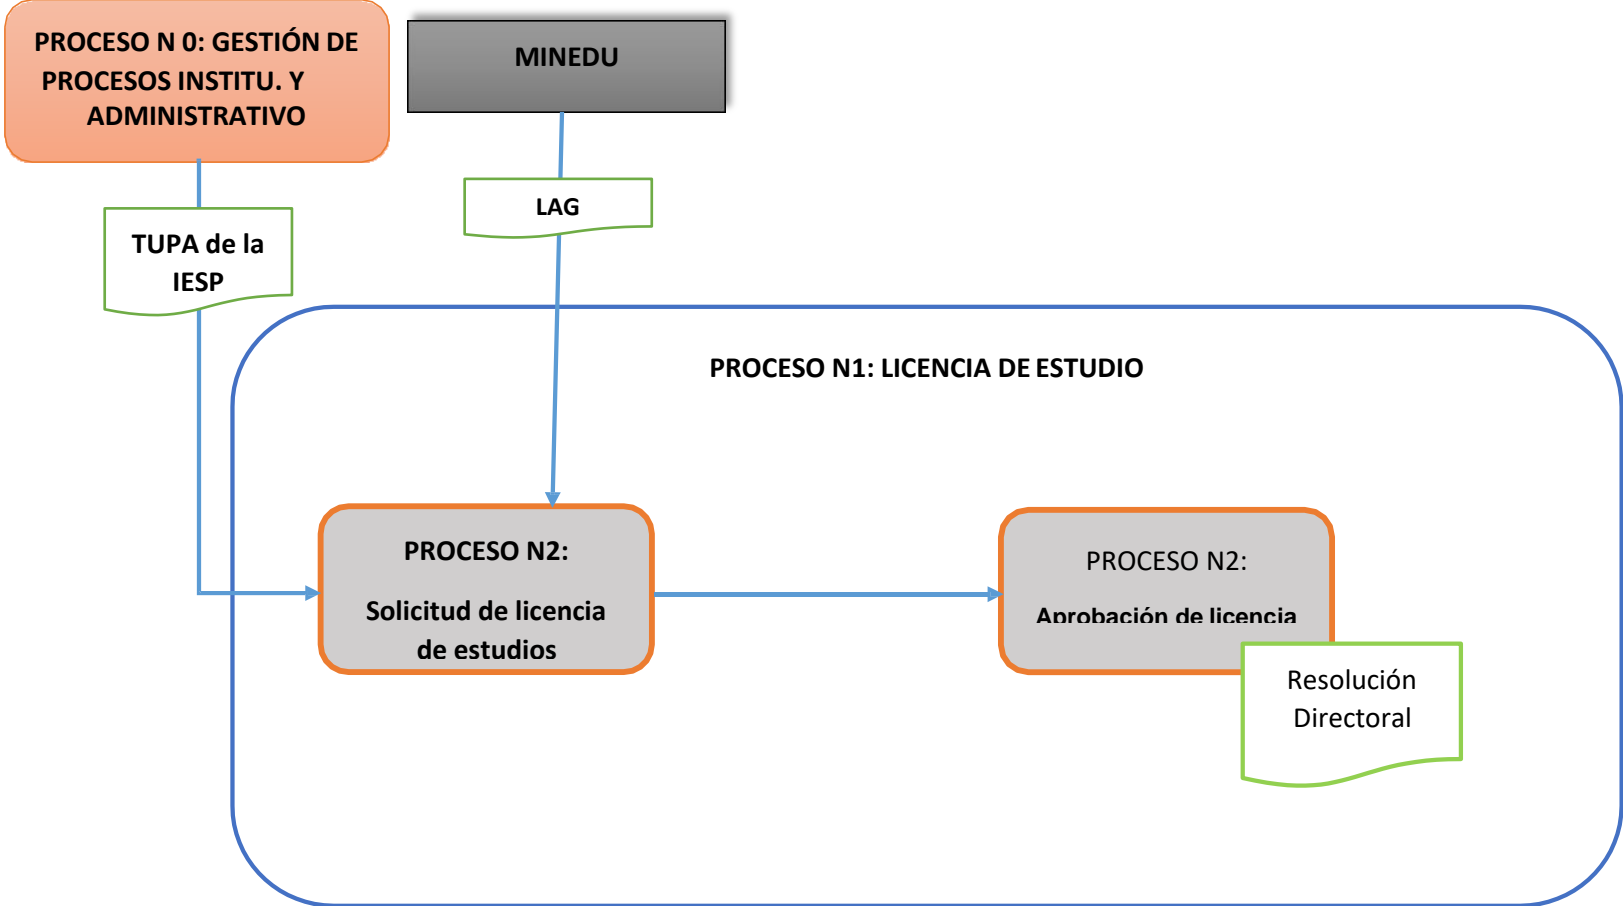 PROCESO N 0: GESTIÓN DE
PROCESOS INSTITU. Y
ADMINISTRATIVO
MINEDU
LAG
TUPA de la
IESP
PROCESO N1: LICENCIA DE ESTUDIO
PROCESO N2:
Solicitud de licencia
de estudios
PROCESO N2:
Aprobación de licencia
Resolución
Directoral